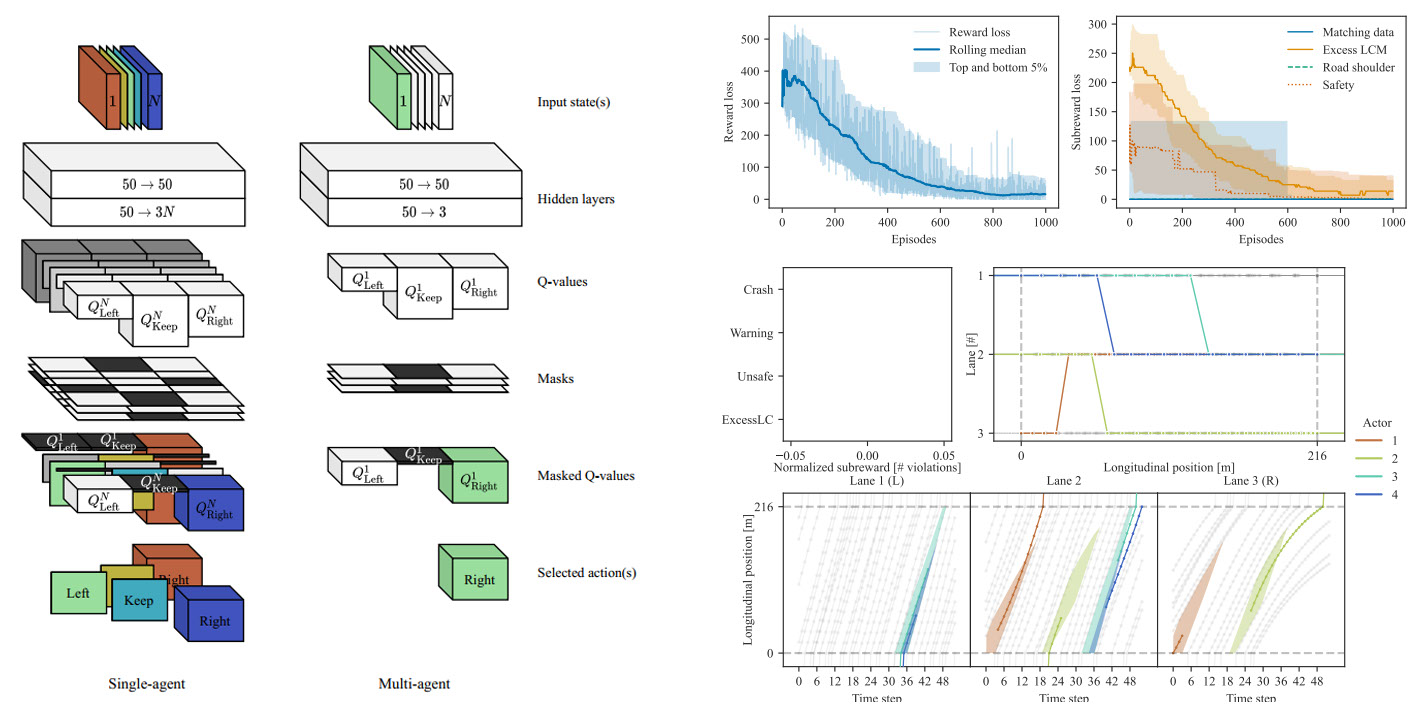 1 N
1 N
Input state(s)
50 → 50
50 → 3N
50 → 50
50 → 3
Hidden layers
Q^N_Left
Q^N_Keep
Q^N_Right
Q^1_Left
Q^1_Keep
Q^1_Right
Q-values
Masks
Q^1_Left
Q^1_Keep
Q^N_Left
Q^N_Keep
Q^N_Right
Q^1_Left
Q^1_Keep
Q^1_Right
Masked Q-values
Left
Keep
Right
Right
Right
Selected action(s)
Single-agent
Multi-agent
Reward loss
500
400
300
200
100
0
Reward loss
Rolling median
Top and bottom 5%
0 200 400 600 800 1000
Episodes
Subreward loss
300
250
200
150
100
50
0
Matching data
Excess LCM
Road shoulder
Safety
0 200 400 600 800 1000
Episodes
Crash
Warning
Unsafe
ExcessLC
−0.05 0.00 0.05
Normalized subreward [# violations]
Lane [#]
1
2
3
0 216
Longitudinal position [m]
Actor
1
2
3
4
Lane 1 (L) Lane 2 Lane 3 (R)
Longitudinal position [m]
216
0
0 6 12 18 24 30 36 42 48
0 6 12 18 24 30 36 42 48
0 6 12 18 24 30 36 42 48
Time step Time step Time step